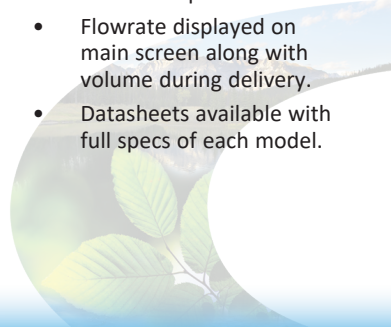 • Flowrate displayed on
main screen along with
volume during delivery.
• Datasheets available with
full specs of each model.